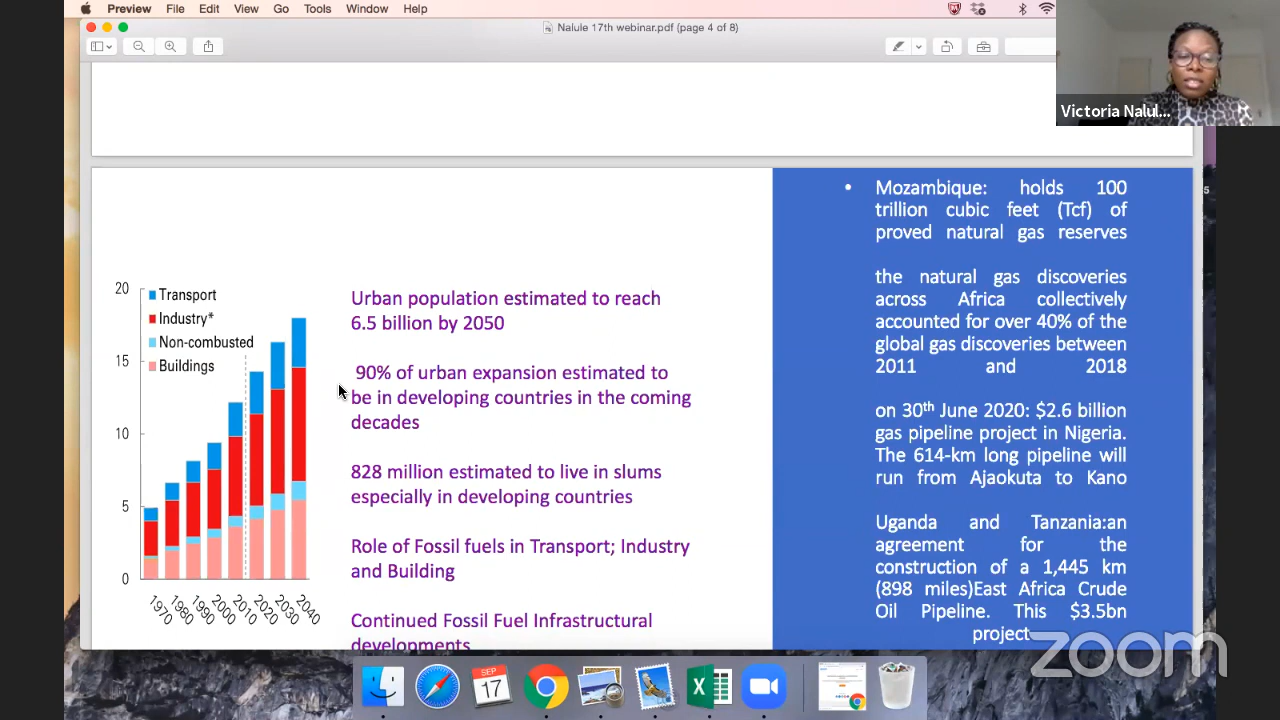 Preview File Edit View Go Tools Window Help
Nalule 17th webinar.pdf (page 4 of 8)
Victoria Nalul...
20
15
10
5
0
Transport
Industry*
Non-combusted
Buildings
1970
1980
1990
2000
2010
2020
2030
2040
Urban population estimated to reach
6.5 billion by 2050
90% of urban expansion estimated to
be in developing countries in the coming
decades
828 million estimated to live in slums
especially in developing countries
Role of Fossil fuels in Transport; Industry
and Building
Continued Fossil Fuel Infrastructural
developments
• Mozambique: holds 100
trillion cubic feet (Tcf) of
proved natural gas reserves
the natural gas discoveries
across Africa collectively
accounted for over 40% of the
global gas discoveries between
2011 and 2018
on 30th June 2020: $2.6 billion
gas pipeline project in Nigeria.
The 614-km long pipeline will
run from Ajaokuta to Kano
Uganda and Tanzania:an
agreement for the
construction of a 1,445 km
(898 miles)East Africa Crude
Oil Pipeline. This $3.5bn
project
zoom
SEP
17